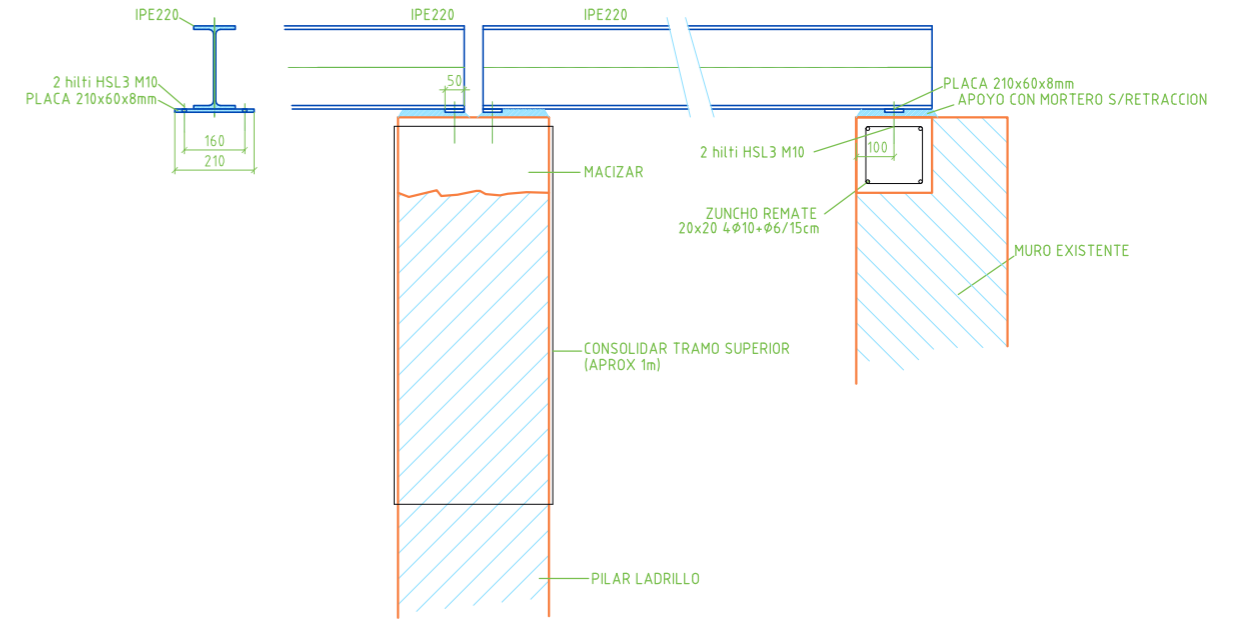 IPE220
IPE220
IPE220
2 hilti HSL3 M10
PLACA 210x60x8mm
160
210
50
PLACA 210x60x8mm
APOYO CON MORTERO S/RETRACCION
2 hilti HSL3 M10
100
MACIZAR
ZUNCHO REMATE
20x20 4Φ10+Φ6/15cm
MURO EXISTENTE
CONSOLIDAR TRAMO SUPERIOR
(APROX 1m)
PILAR LADRILLO